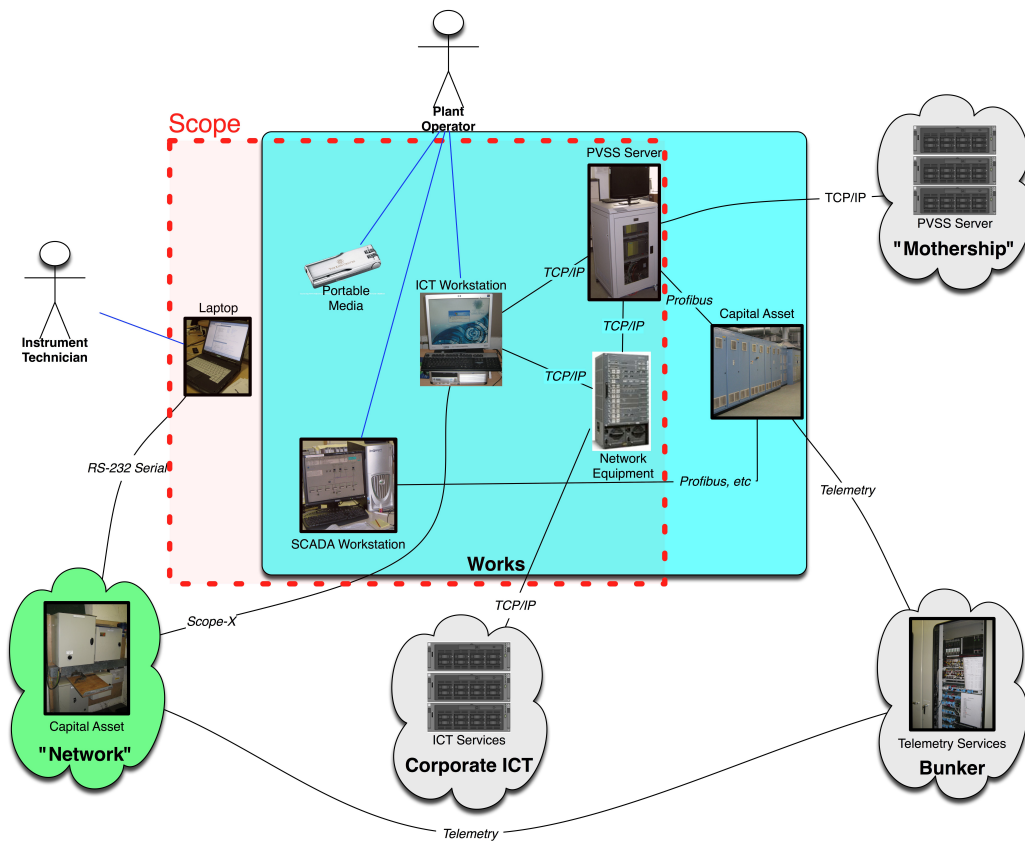 Plant
Operator
Scope
PVSS Server
TCP/IP
PVSS Server
"Mothership"
TCP/IP
Portable
Media
ICT Workstation
Profibus
Laptop
Capital Asset
TCP/IP
Instrument
Technician
TCP/IP
Network
Equipment
RS-232 Serial
Profibus, etc
Telemetry
SCADA Workstation
Works
TCP/IP
Scope-X
Capital Asset
"Network"
ICT Services
Corporate ICT
Telemetry Services
Bunker
Telemetry